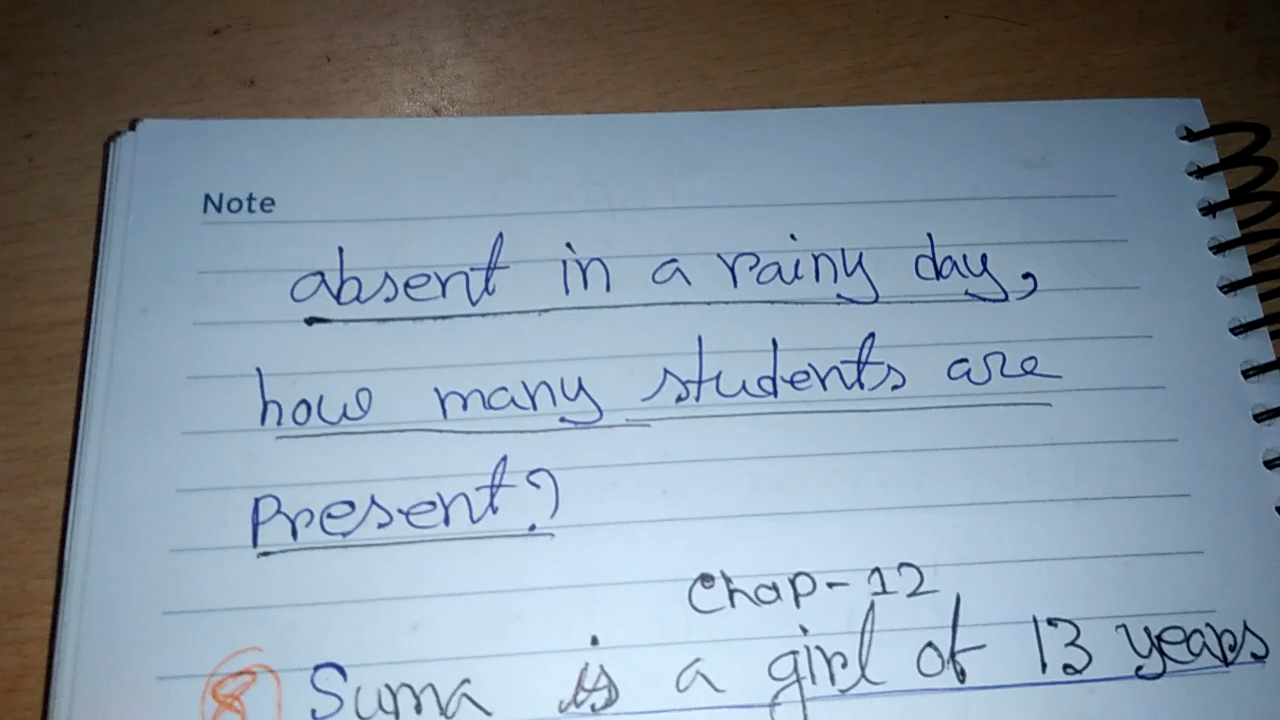 Note
absent in a rainy day,
how many students are
Present?
Chap-12
8 Suma is a girl of 13 years